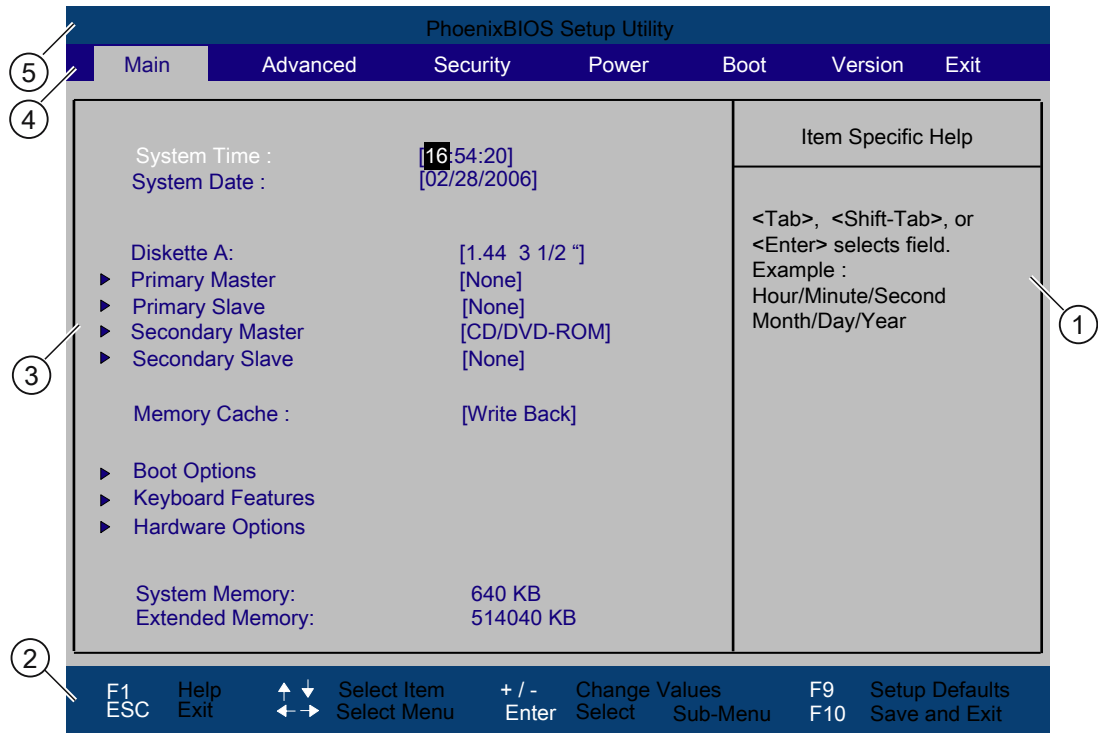 PhoenixBIOS Setup Utility
Main Advanced Security Power Boot Version Exit
5
4
System Time : [16:54:20]
System Date : [02/28/2006]
Diskette A: [1.44 3 1/2 “]
Primary Master [None]
Primary Slave [None]
Secondary Master [CD/DVD-ROM]
Secondary Slave [None]
Memory Cache : [Write Back]
Boot Options
Keyboard Features
Hardware Options
System Memory: 640 KB
Extended Memory: 514040 KB
3
Item Specific Help
<Tab>, <Shift-Tab>, or
<Enter> selects field.
Example :
Hour/Minute/Second
Month/Day/Year
1
2
F1 Help Select Item + / - Change Values F9 Setup Defaults
ESC Exit Select Menu Enter Select Sub-Menu F10 Save and Exit